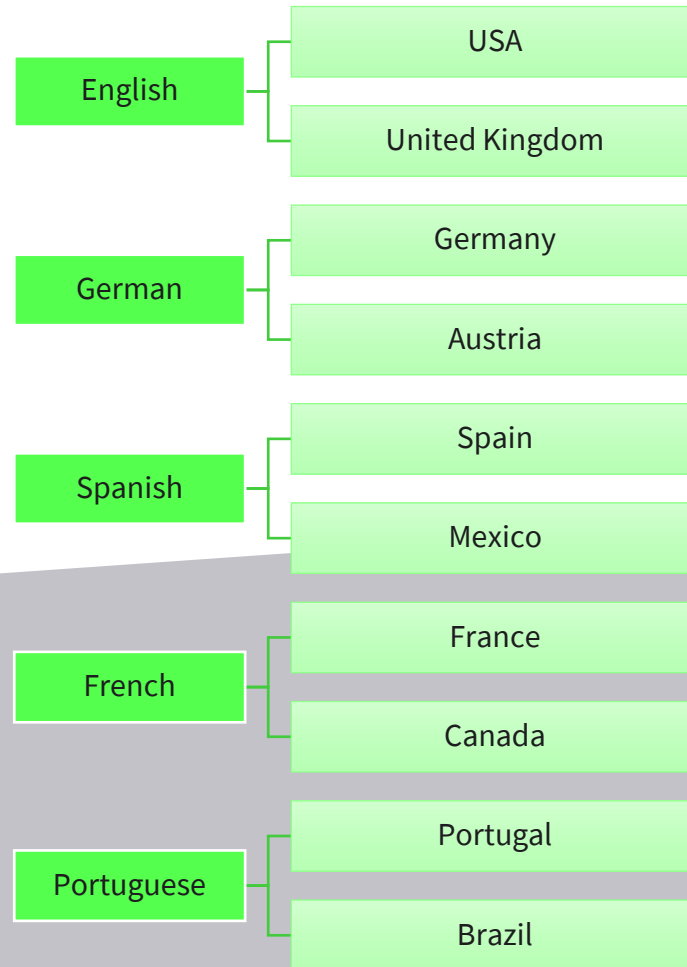 English
USA
United Kingdom
German
Germany
Austria
Spanish
Spain
Mexico
French
France
Canada
Portuguese
Portugal
Brazil